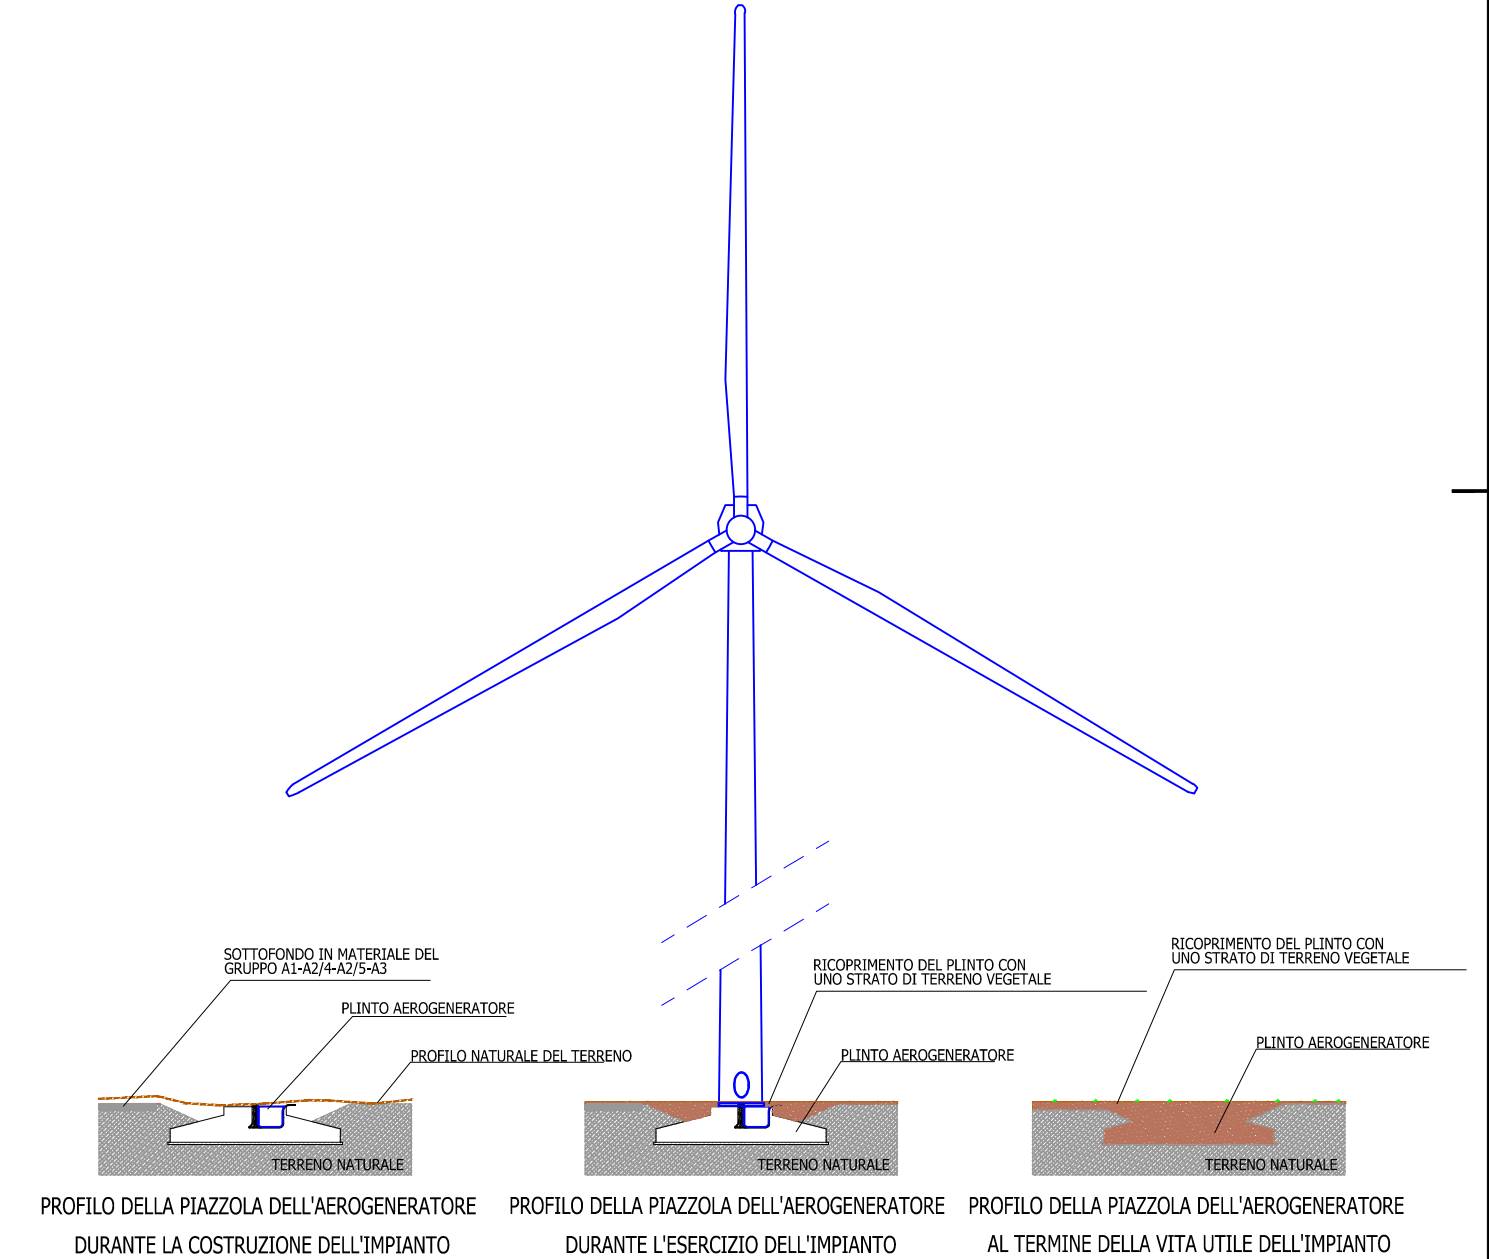 SOTTOFONDO IN MATERIALE DEL
GRUPPO A1-A2/4-A2/5-A3
PLINTO AEROGENERATORE
PROFILO NATURALE DEL TERRENO
TERRENO NATURALE
PROFILO DELLA PIAZZOLA DELL'AEROGENERATORE
DURANTE LA COSTRUZIONE DELL'IMPIANTO
RICOPRIMENTO DEL PLINTO CON
UNO STRATO DI TERRENO VEGETALE
PLINTO AEROGENERATORE
TERRENO NATURALE
PROFILO DELLA PIAZZOLA DELL'AEROGENERATORE
DURANTE L'ESERCIZIO DELL'IMPIANTO
RICOPRIMENTO DEL PLINTO CON
UNO STRATO DI TERRENO VEGETALE
PLINTO AEROGENERATORE
TERRENO NATURALE
PROFILO DELLA PIAZZOLA DELL'AEROGENERATORE
AL TERMINE DELLA VITA UTILE DELL'IMPIANTO